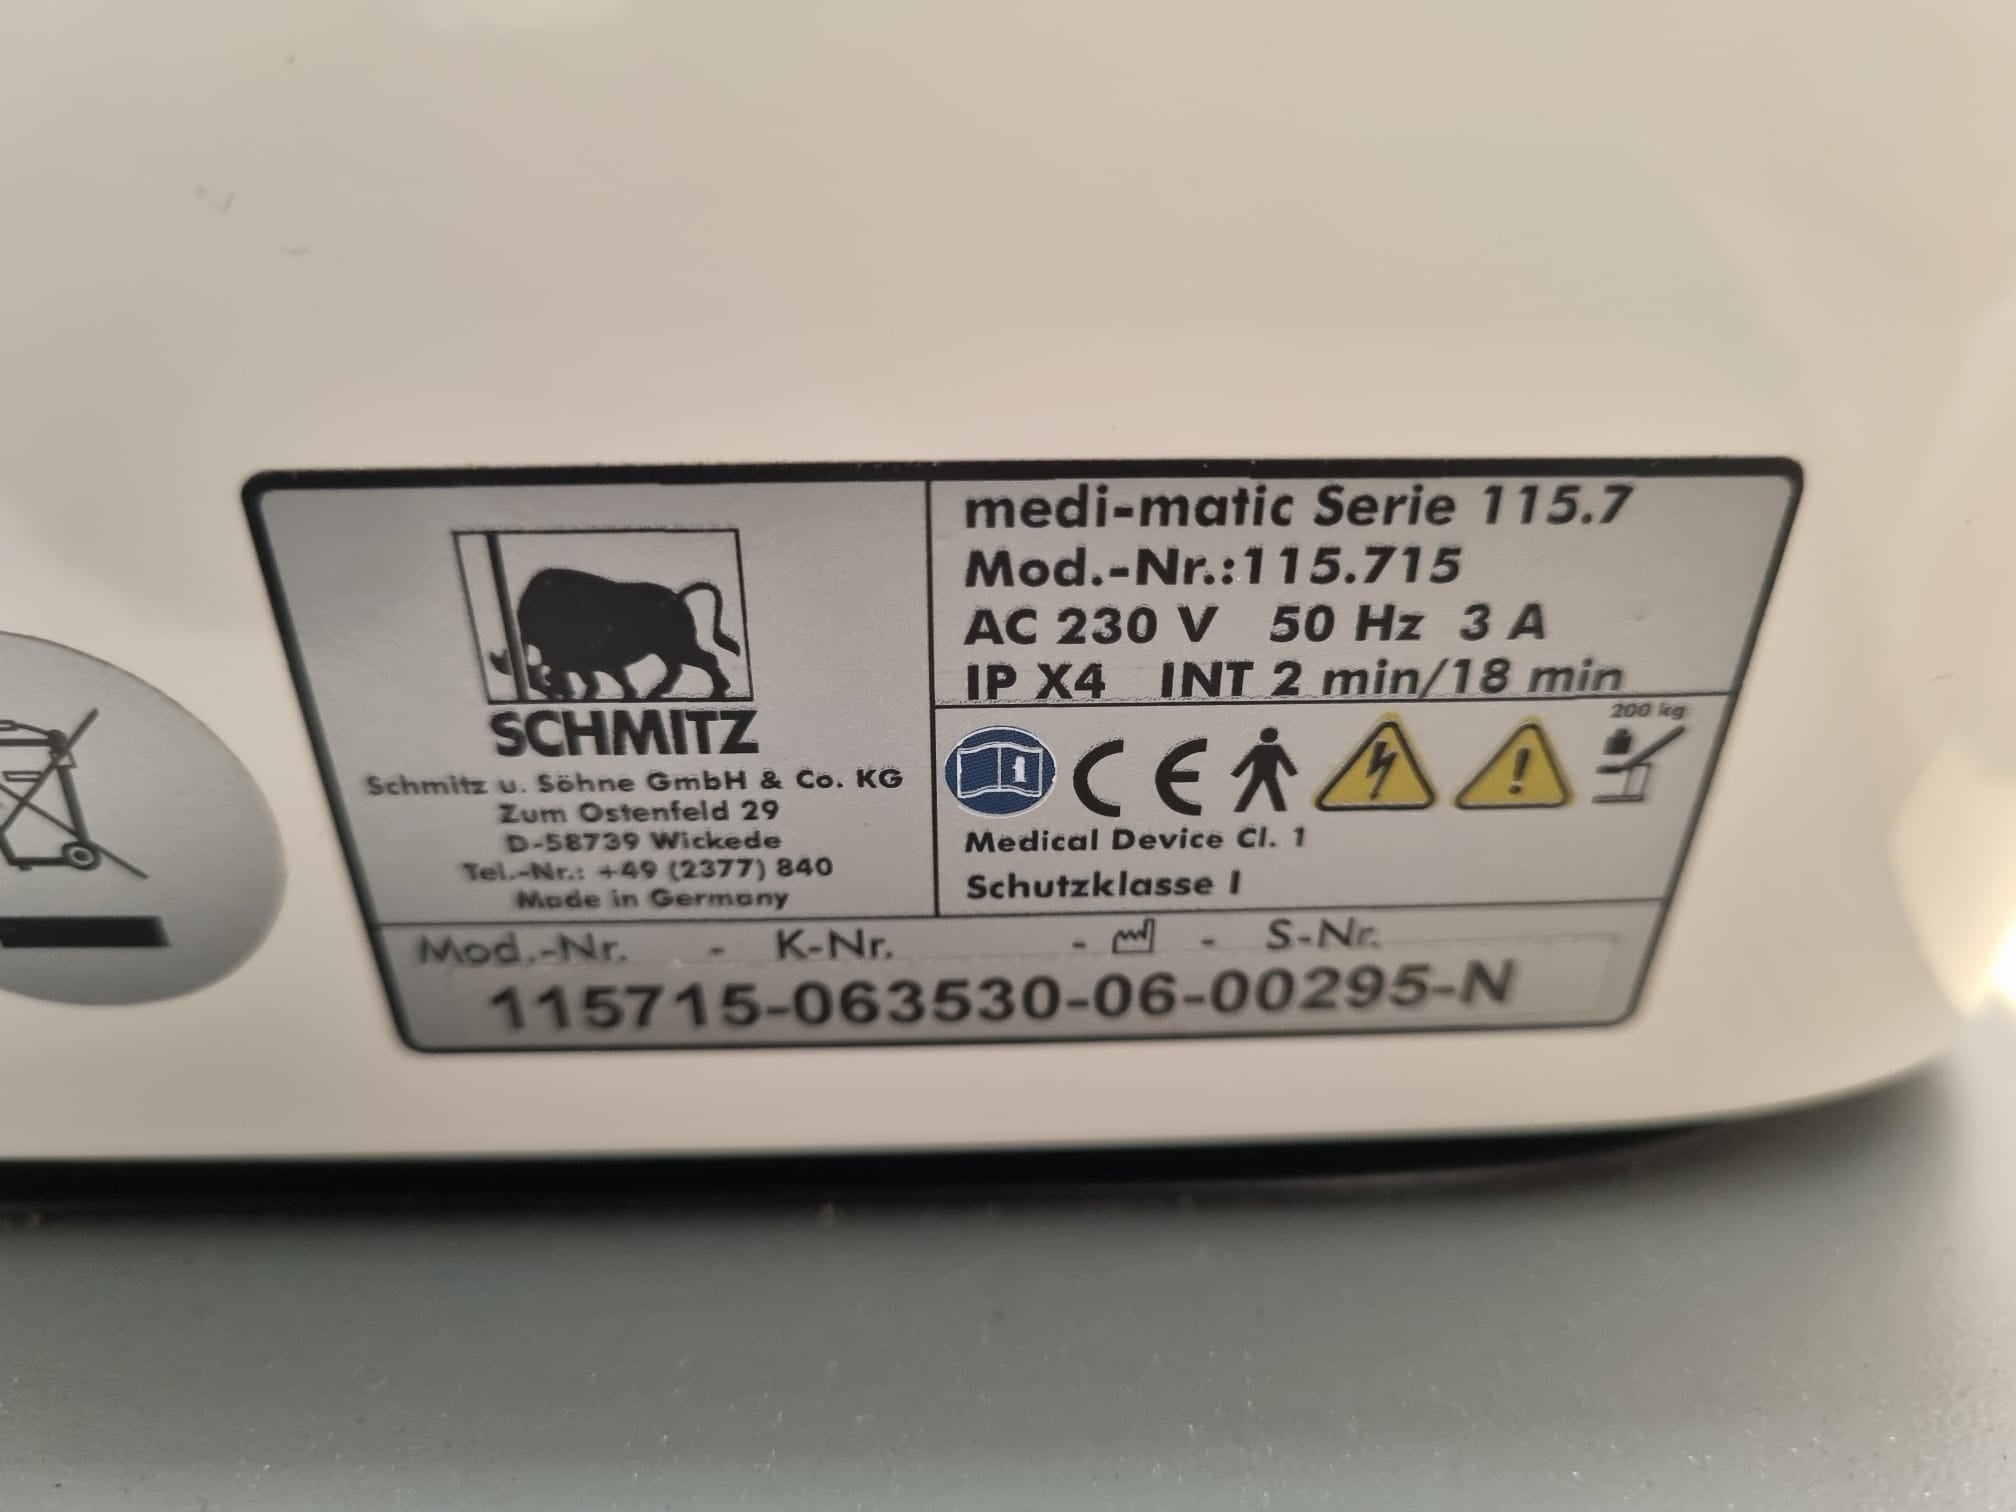 SCHMITZ
Schmitz u. Söhne GmbH & Co. KG
Zum Ostenfeld 29
D-58739 Wickede
Tel.-Nr.: +49 (2377) 840
Made in Germany
medi-matic Serie 115.7
Mod.-Nr.:115.715
AC 230 V 50 Hz 3 A
IP X4 INT 2 min/18 min
200 kg
CE
Medical Device Cl. 1
Schutzklasse I
Mod.-Nr. - K-Nr. - - S-Nr.
115715-063530-06-00295-N